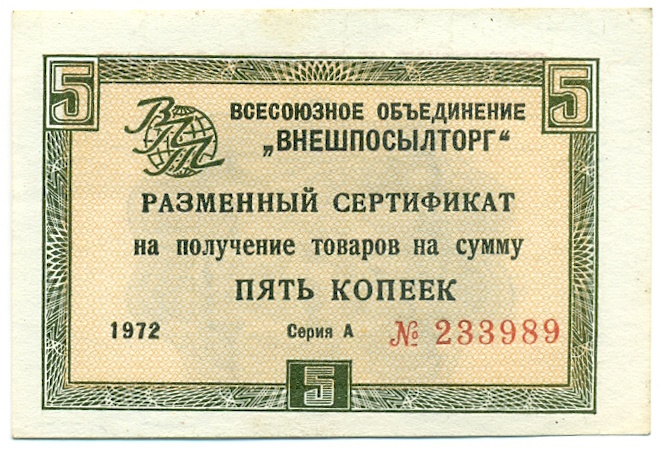 5 5
ВПТ
ВСЕСОЮЗНОЕ ОБЪЕДИНЕНИЕ
„ВНЕШПОСЫЛТОРГ“
РАЗМЕННЫЙ СЕРТИФИКАТ
на получение товаров на сумму
ПЯТЬ КОПЕЕК
1972 Серия А № 233989
5